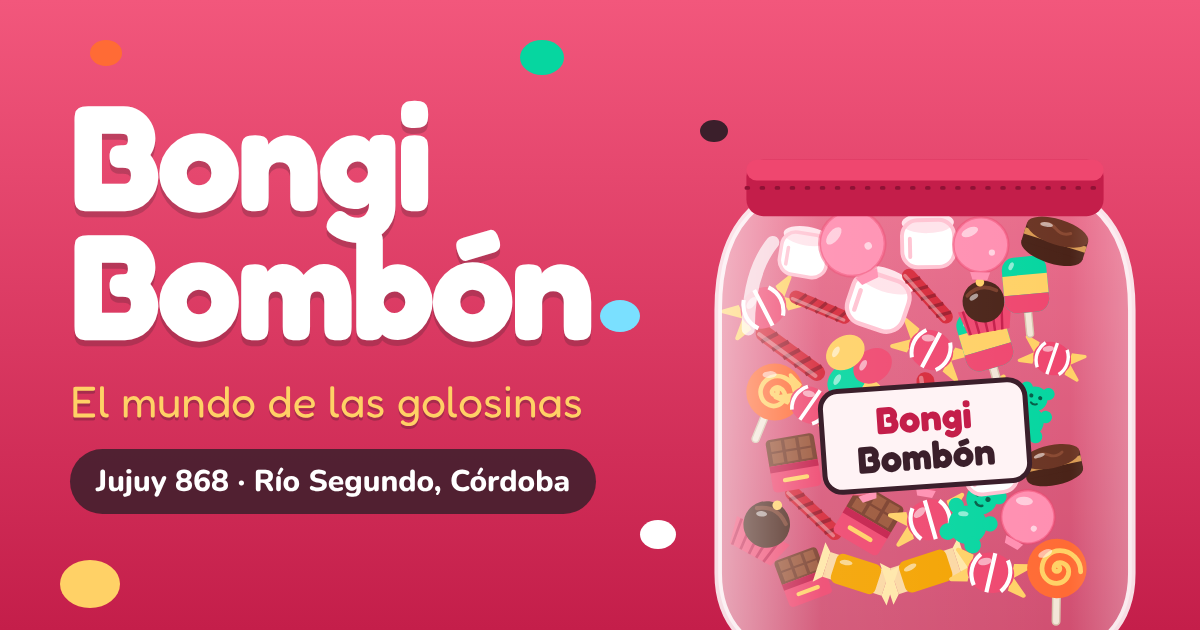 Bongi
Bombón
El mundo de las golosinas
Jujuy 868 · Río Segundo, Córdoba
Bongi
Bombón